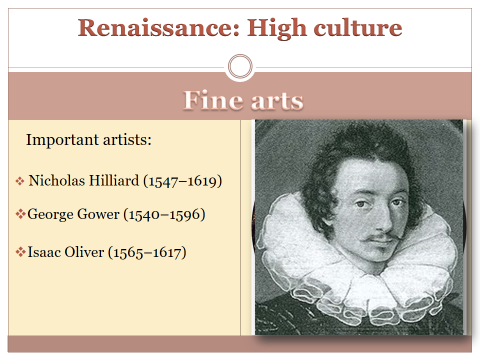 Renaissance: High culture
Fine arts
Important artists:
Nicholas Hilliard (1547–1619)
George Gower (1540–1596)
Isaac Oliver (1565–1617)